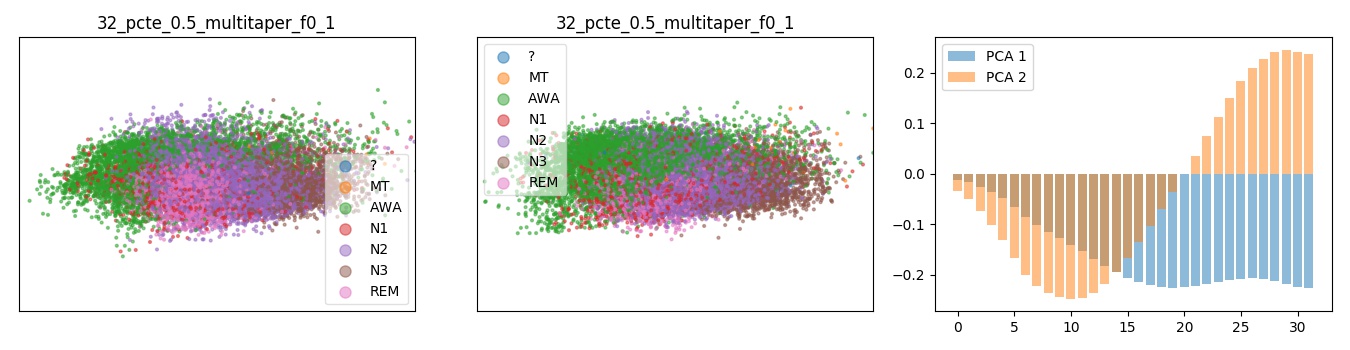 32_pcte_0.5_multitaper_f0_1
?
MT
AWA
N1
N2
N3
REM
32_pcte_0.5_multitaper_f0_1
?
MT
AWA
N1
N2
N3
REM
PCA 1
PCA 2
0.2
0.1
0.0
−0.1
−0.2
0 5 10 15 20 25 30